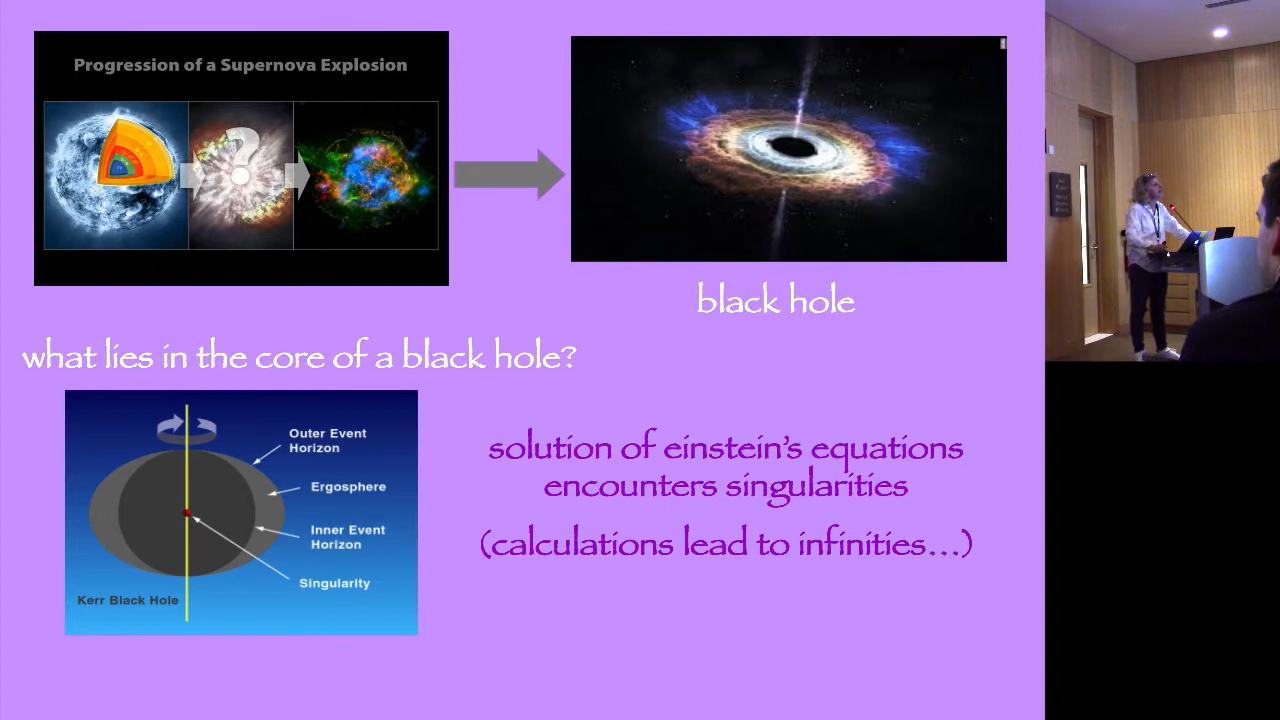 Progression of a Supernova Explosion
?
black hole
what lies in the core of a black hole?
Outer Event
Horizon
Ergosphere
Inner Event
Horizon
Singularity
Kerr Black Hole
solution of einstein's equations
encounters singularities
(calculations lead to infinities...)